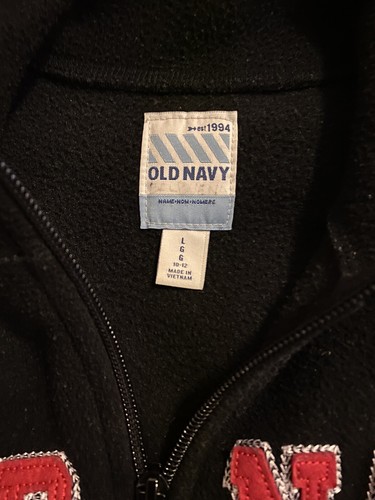 est 1994
OLD NAVY
NAME•NOM•NOMBRE
L
G
G
10-12
MADE IN
VIETNAM
N